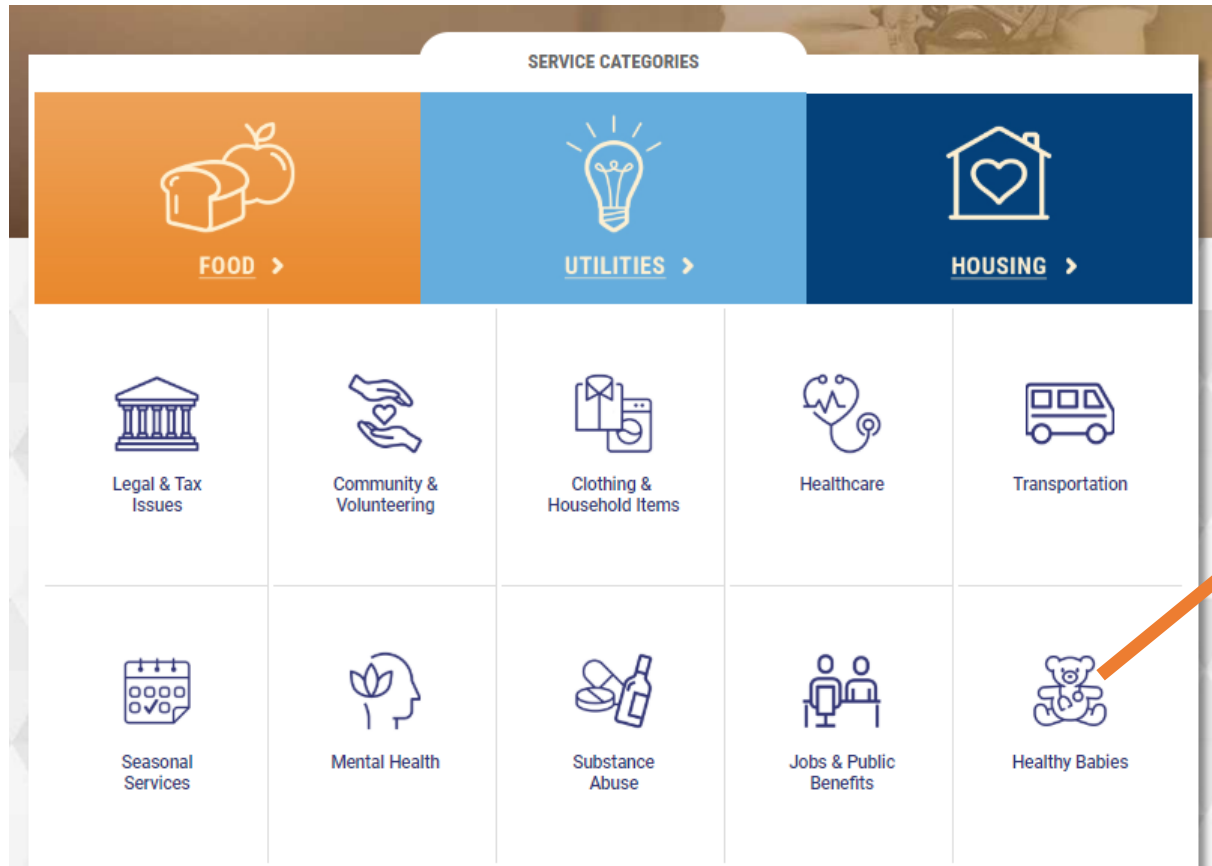 SERVICE CATEGORIES
FOOD
UTILITIES
HOUSING
Legal & Tax
Issues
Community &
Volunteering
Clothing &
Household Items
Healthcare
Transportation
Seasonal
Services
Mental Health
Substance
Abuse
Jobs & Public
Benefits
Healthy Babies